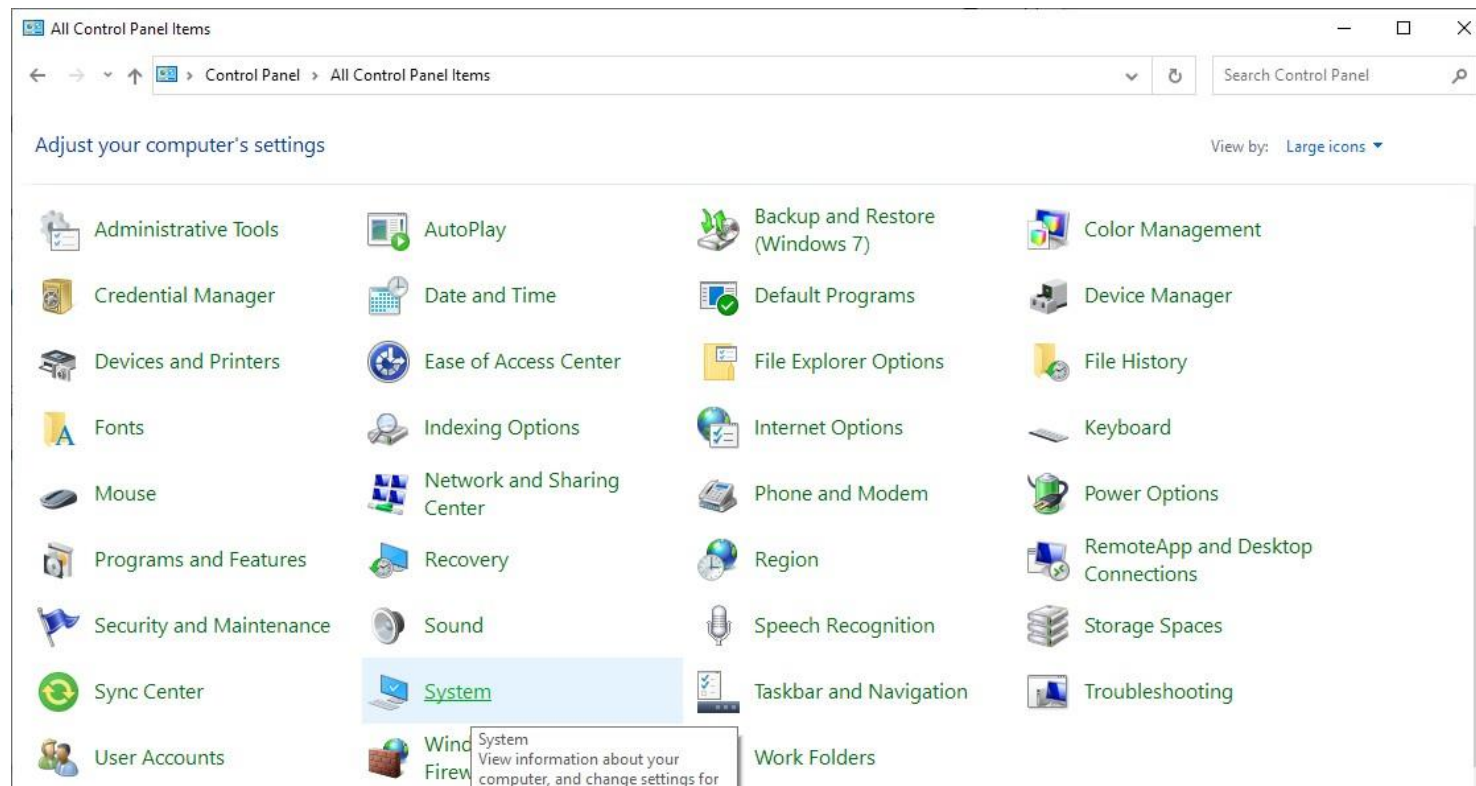 All Control Panel Items
Control Panel > All Control Panel Items
Search Control Panel
Adjust your computer's settings
View by: Large icons
Administrative Tools
AutoPlay
Backup and Restore
(Windows 7)
Color Management
Credential Manager
Date and Time
Default Programs
Device Manager
Devices and Printers
Ease of Access Center
File Explorer Options
File History
Fonts
Indexing Options
Internet Options
Keyboard
Mouse
Network and Sharing
Center
Phone and Modem
Power Options
Programs and Features
Recovery
Region
RemoteApp and Desktop
Connections
Security and Maintenance
Sound
Speech Recognition
Storage Spaces
Sync Center
System
Taskbar and Navigation
Troubleshooting
User Accounts
Wind
Firew
System
View information about your
computer, and change settings for
Work Folders